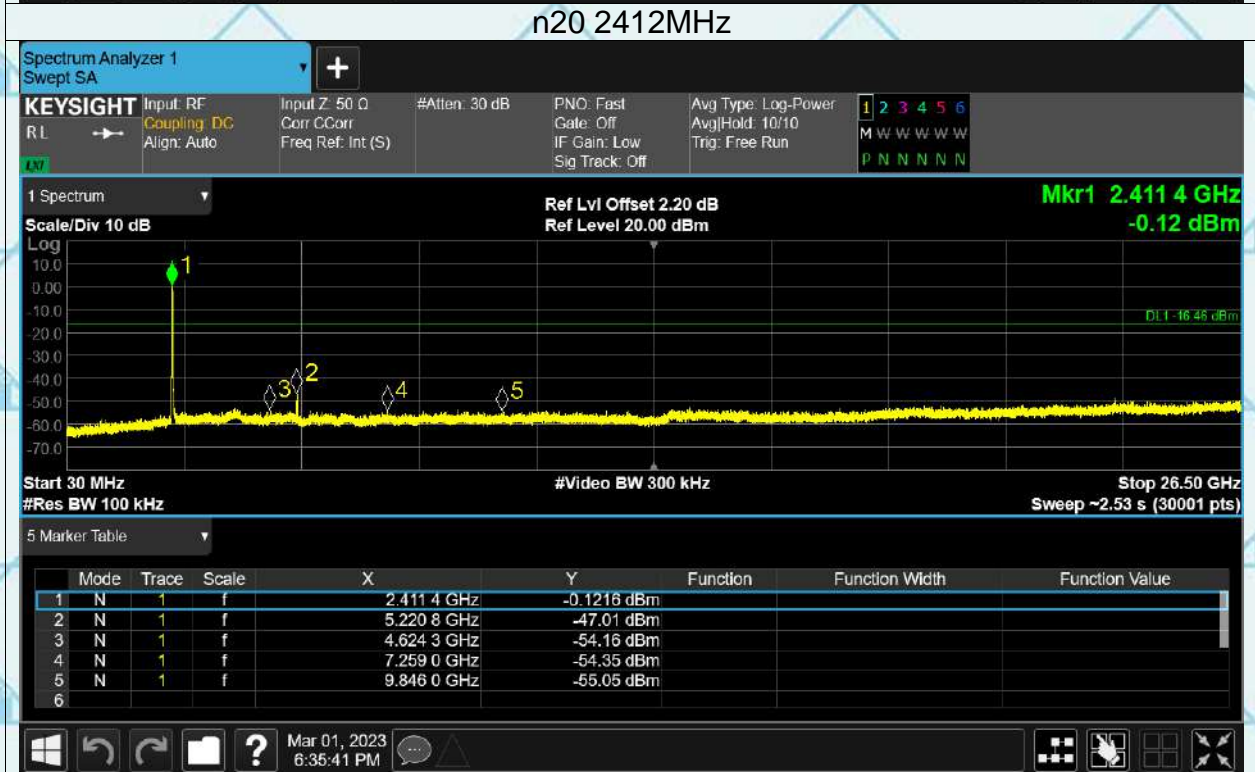 n20 2412MHz
Spectrum Analyzer 1
Swept SA
+
KEYSIGHT
RL
LXI
Input: RF
Coupling: DC
Align: Auto
Input Z: 50 Ω
Corr CCorr
Freq Ref: Int (S)
#Atten: 30 dB
PNO: Fast
Gate: Off
IF Gain: Low
Sig Track: Off
Avg Type: Log-Power
Avg|Hold: 10/10
Trig: Free Run
1 2 3 4 5 6
M W W W W W
P N N N N N
1 Spectrum
Scale/Div 10 dB
Ref Lvl Offset 2.20 dB
Ref Level 20.00 dBm
Mkr1 2.411 4 GHz
-0.12 dBm
Log
10.0
0.00
-10.0
-20.0
-30.0
-40.0
-50.0
-60.0
-70.0
1
3
2
4
5
DL1 -16.46 dBm
Start 30 MHz
#Res BW 100 kHz
#Video BW 300 kHz
Stop 26.50 GHz
Sweep ~2.53 s (30001 pts)
5 Marker Table
Mode Trace Scale X Y Function Function Width Function Value
1 N 1 f 2.411 4 GHz -0.1216 dBm
2 N 1 f 5.220 8 GHz -47.01 dBm
3 N 1 f 4.624 3 GHz -54.16 dBm
4 N 1 f 7.259 0 GHz -54.35 dBm
5 N 1 f 9.846 0 GHz -55.05 dBm
6
?
Mar 01, 2023
6:35:41 PM